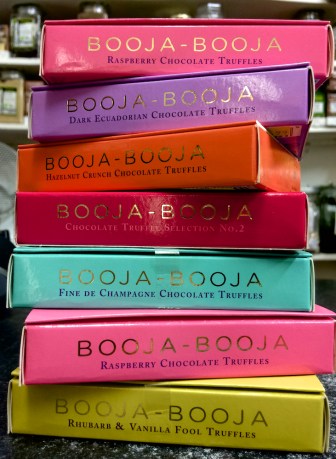 BOOJA-BOOJA
RASPBERRY CHOCOLATE TRUFFLES
BOOJA-BOOJA
DARK ECUADORIAN CHOCOLATE TRUFFLES
BOOJA-BOOJA
HAZELNUT CRUNCH CHOCOLATE TRUFFLES
BOOJA-BOOJA
CHOCOLATE TRUFFLE SELECTION NO.2
BOOJA-BOOJA
FINE DE CHAMPAGNE CHOCOLATE TRUFFLES
BOOJA-BOOJA
RASPBERRY CHOCOLATE TRUFFLES
BOOJA-BOOJA
RHUBARB & VANILLA FOOL TRUFFLES